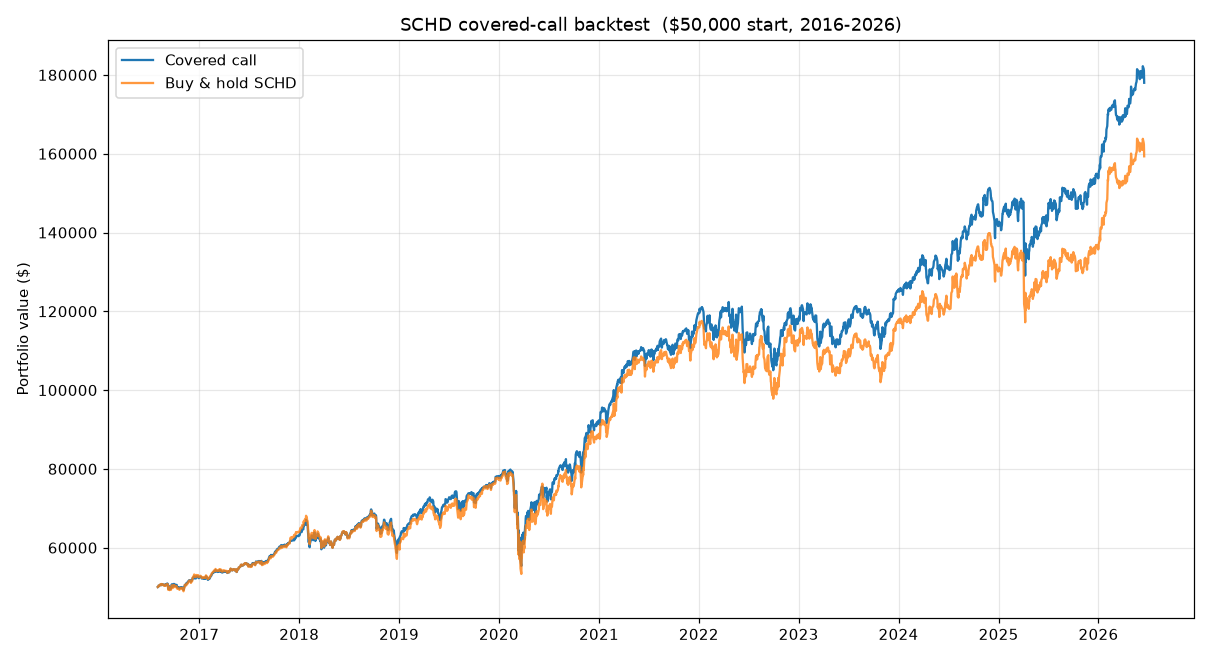 SCHD covered-call backtest  ($50,000 start, 2016-2026)
Covered call
Buy & hold SCHD
Portfolio value ($)
180000
160000
140000
120000
100000
80000
60000
2017 2018 2019 2020 2021 2022 2023 2024 2025 2026